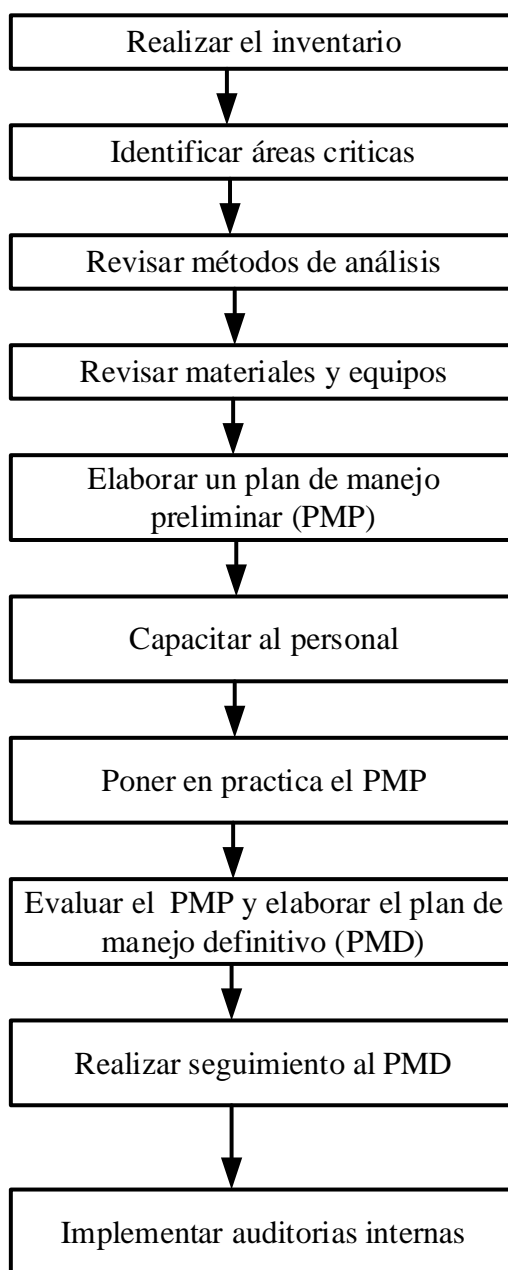 Realizar el inventario
Identificar áreas criticas
Revisar métodos de análisis
Revisar materiales y equipos
Elaborar un plan de manejo
preliminar (PMP)
Capacitar al personal
Poner en practica el PMP
Evaluar el  PMP y elaborar el plan de
manejo definitivo (PMD)
Realizar seguimiento al PMD
Implementar auditorias internas